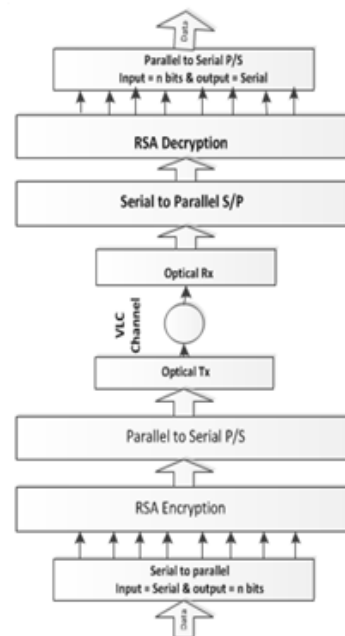 Data
Parallel to Serial P/S
Input = n bits & output = Serial
RSA Decryption
Serial to Parallel S/P
Optical Rx
VLC
Channel
Optical Tx
Parallel to Serial P/S
RSA Encryption
Serial to parallel
Input = Serial & output = n bits
Data